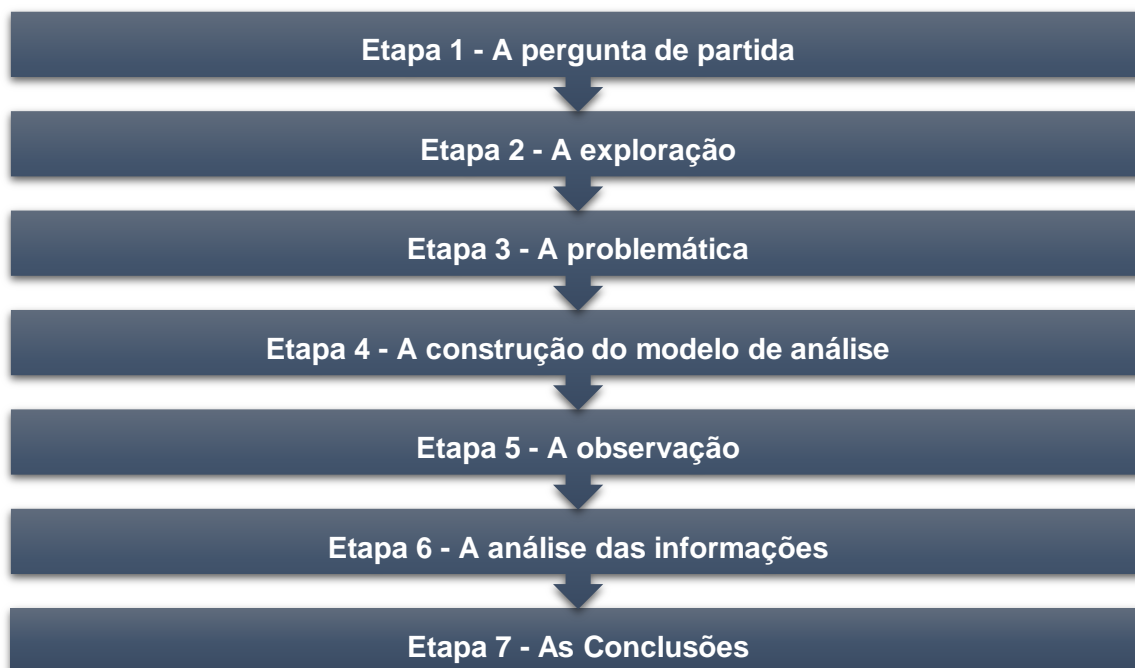 Etapa 1 - A pergunta de partida
Etapa 2 - A exploração
Etapa 3 - A problemática
Etapa 4 - A construção do modelo de análise
Etapa 5 - A observação
Etapa 6 - A análise das informações
Etapa 7 - As Conclusões